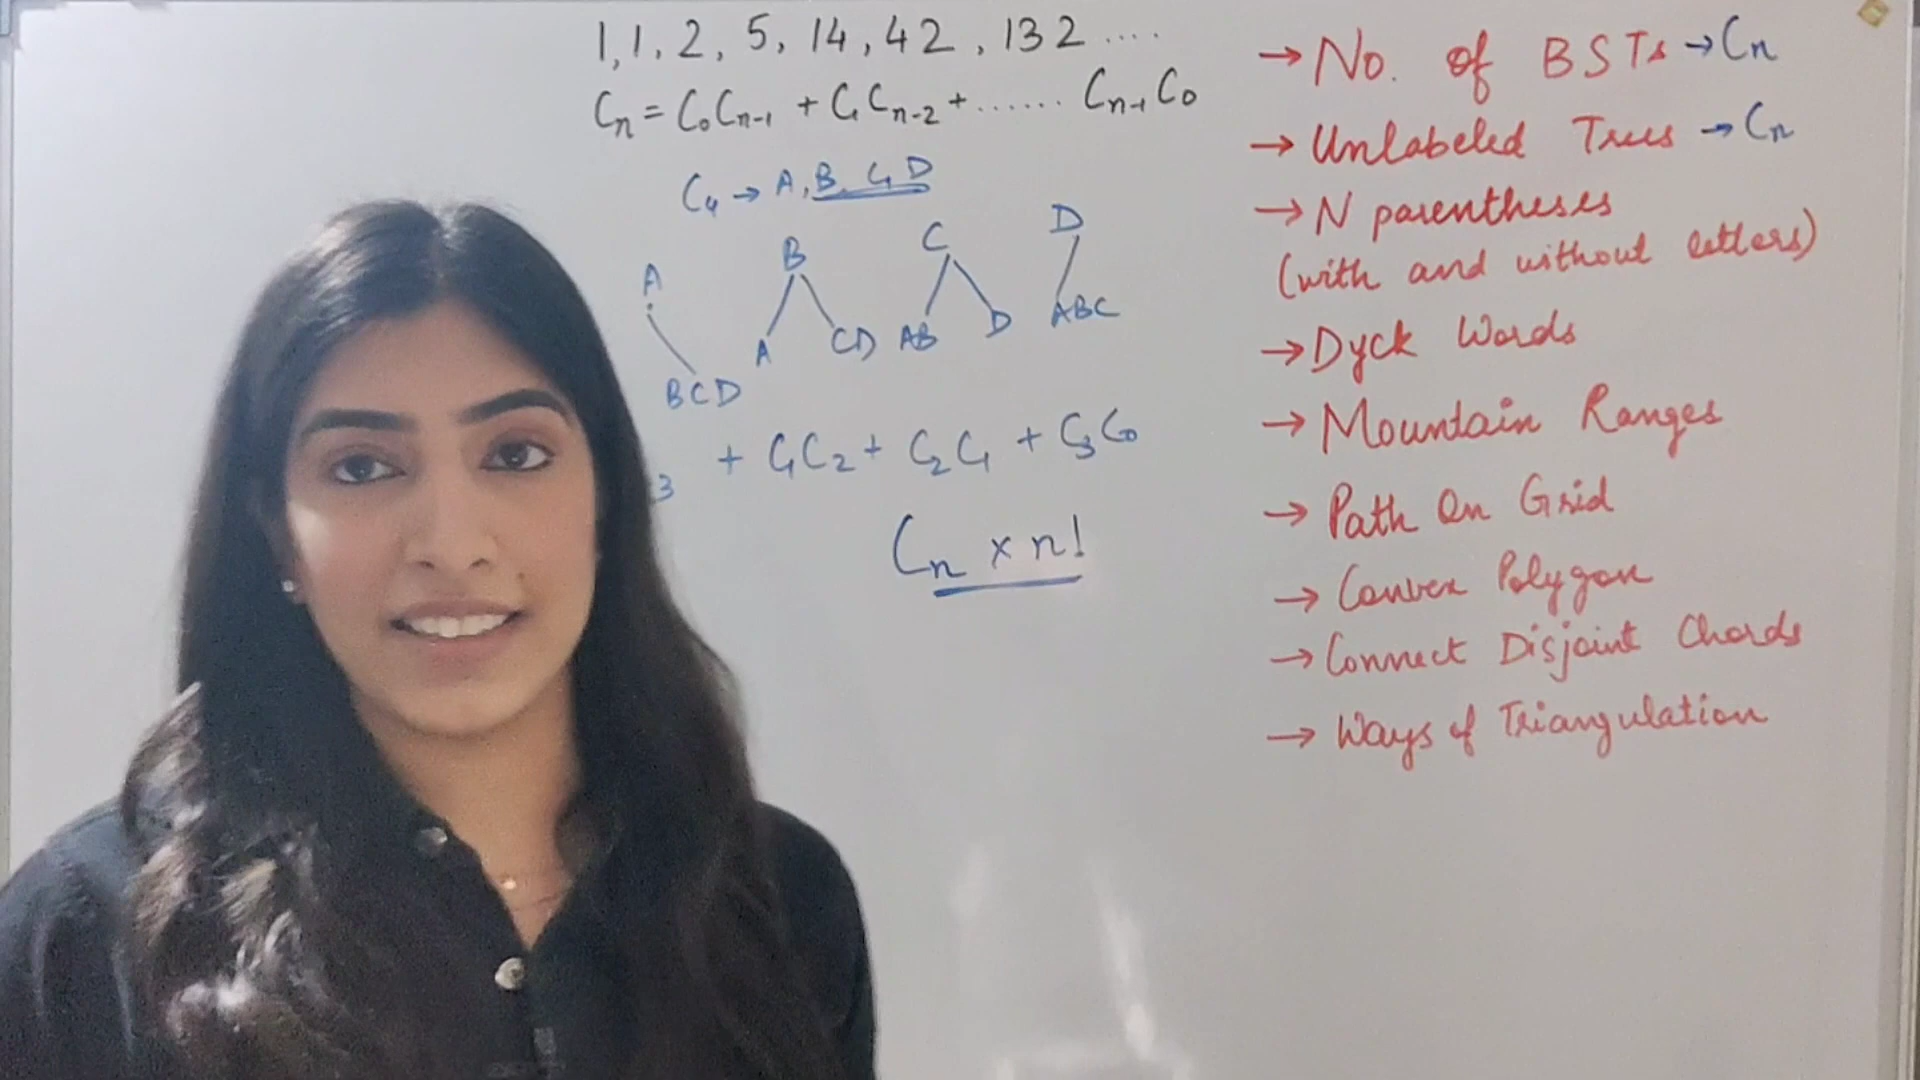 1, 1, 2, 5, 14, 42, 132 ....
Cn = C0Cn-1 + C1Cn-2 + ...... Cn-1C0
C4 → A, B, C, D
A
BCD
B
A CD
C
AB D
D
ABC
3 + C1C2 + C2C1 + C3C0
Cn × n!
→ No. of BSTs → Cn
→ Unlabeled Trees → Cn
→ N parentheses
(with and without letters)
→ Dyck Words
→ Mountain Ranges
→ Path On Grid
→ Convex Polygon
→ Connect Disjoint Chords
→ Ways of Triangulation